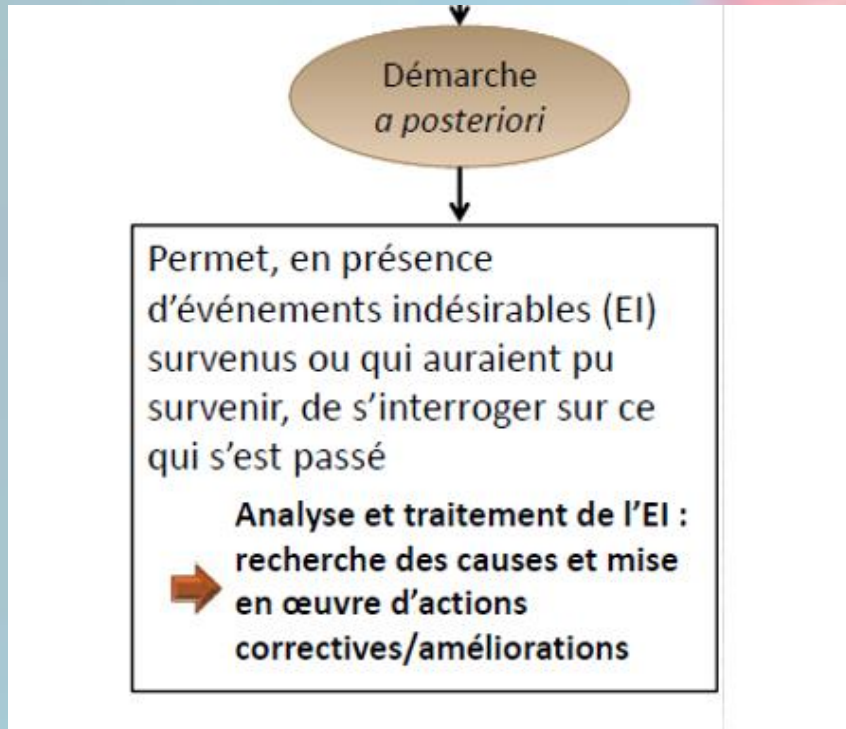 Démarche
a posteriori
Permet, en présence
d’événements indésirables (EI)
survenus ou qui auraient pu
survenir, de s’interroger sur ce
qui s’est passé
Analyse et traitement de l’EI :
recherche des causes et mise
en œuvre d’actions
correctives/améliorations